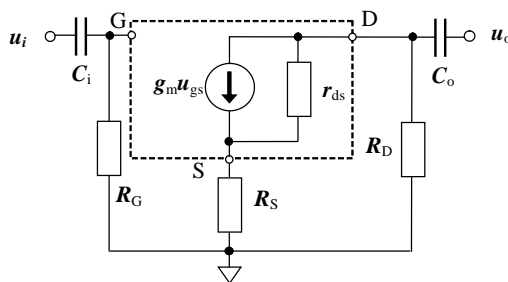 G
D
u_i
C_i
g_m u_gs
r_ds
C_o
u_o
S
R_G
R_S
R_D